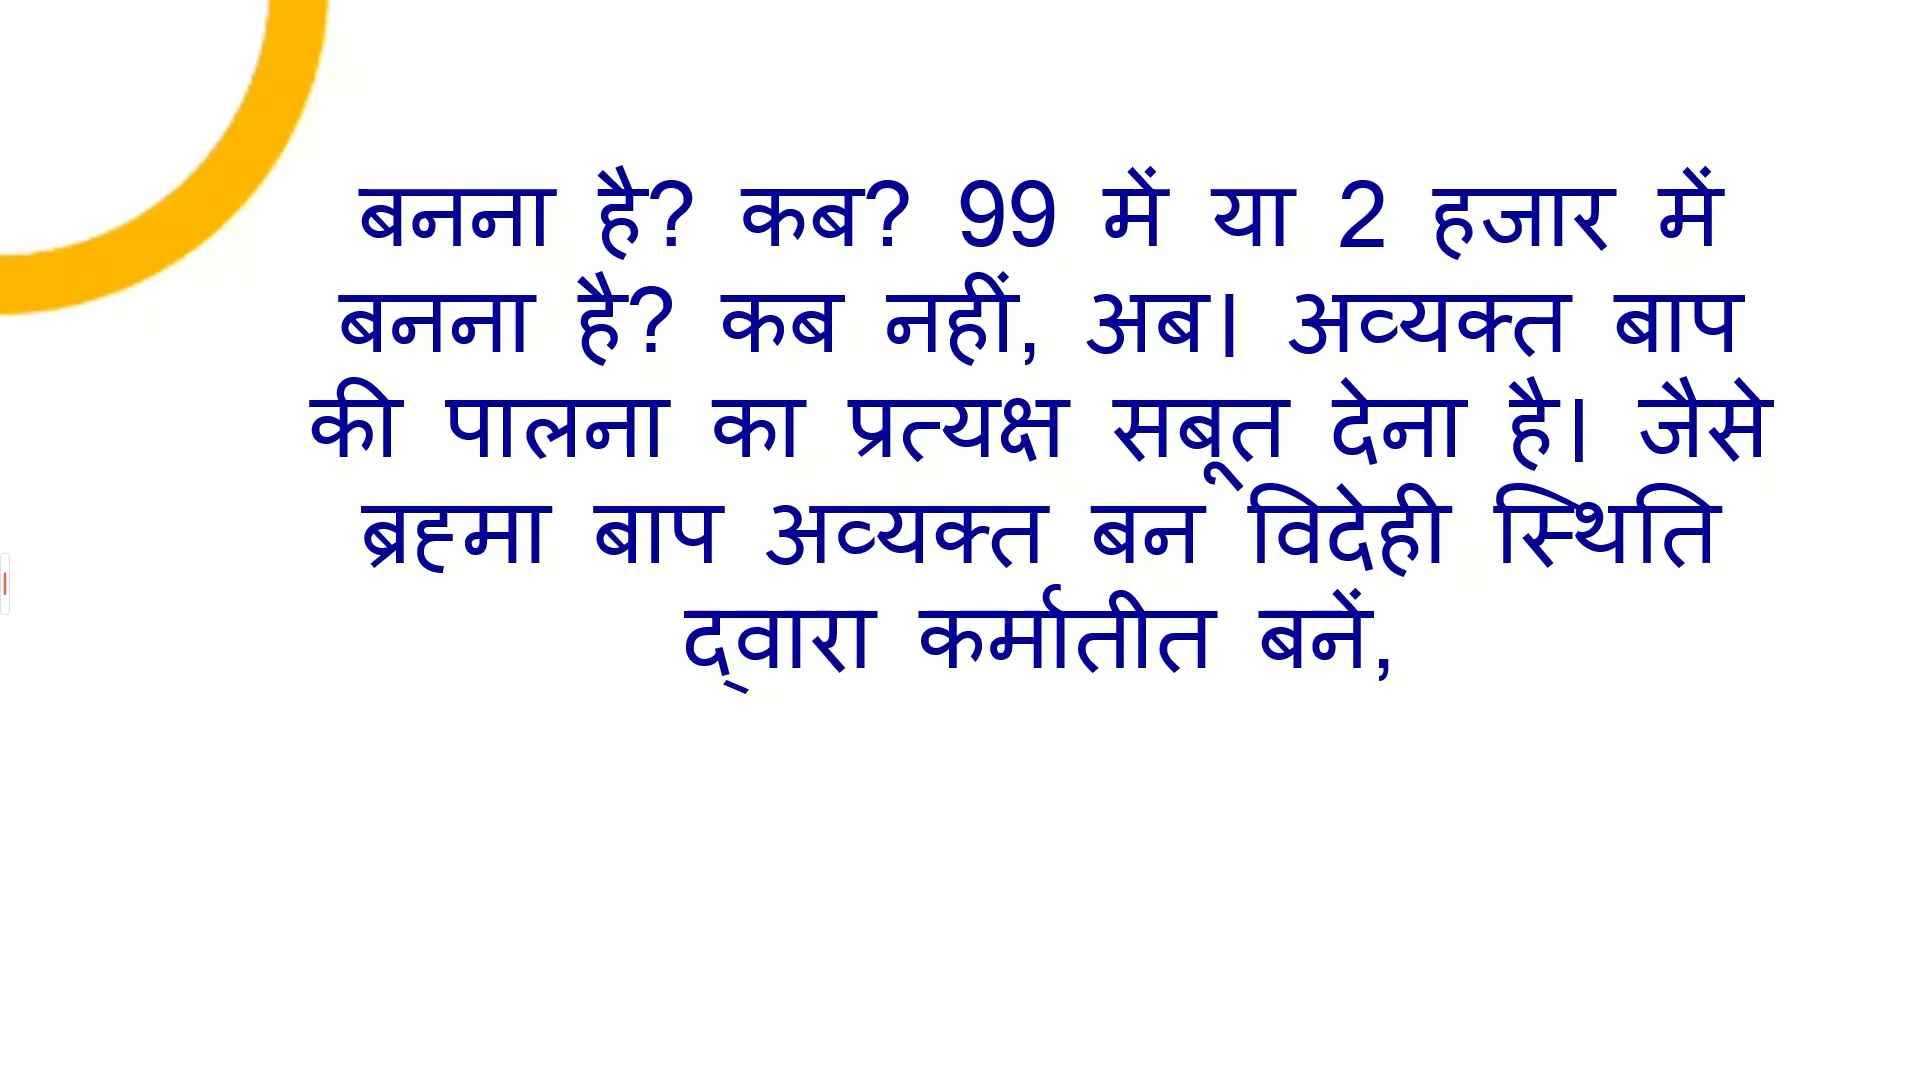 बनना है? कब? 99 में या 2 हजार में
बनना है? कब नहीं, अब। अव्यक्त बाप
की पालना का प्रत्यक्ष सबूत देना है। जैसे
ब्रह्मा बाप अव्यक्त बन विदेही स्थिति
द्वारा कर्मातीत बनें,